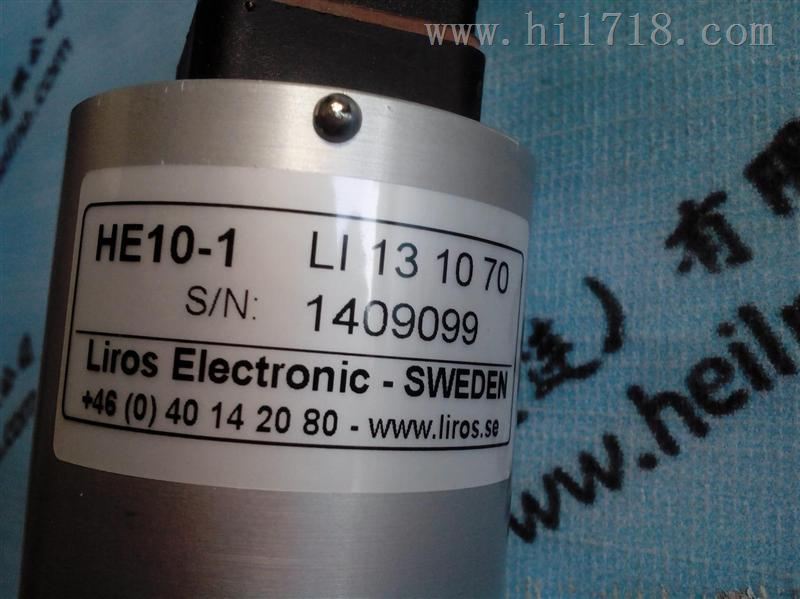 www.hi1718.com
HE10-1 LI 13 10 70
S/N: 1409099
Liros Electronic - SWEDEN
+46 (0) 40 14 20 80 - www.liros.se
) 有
www.heil